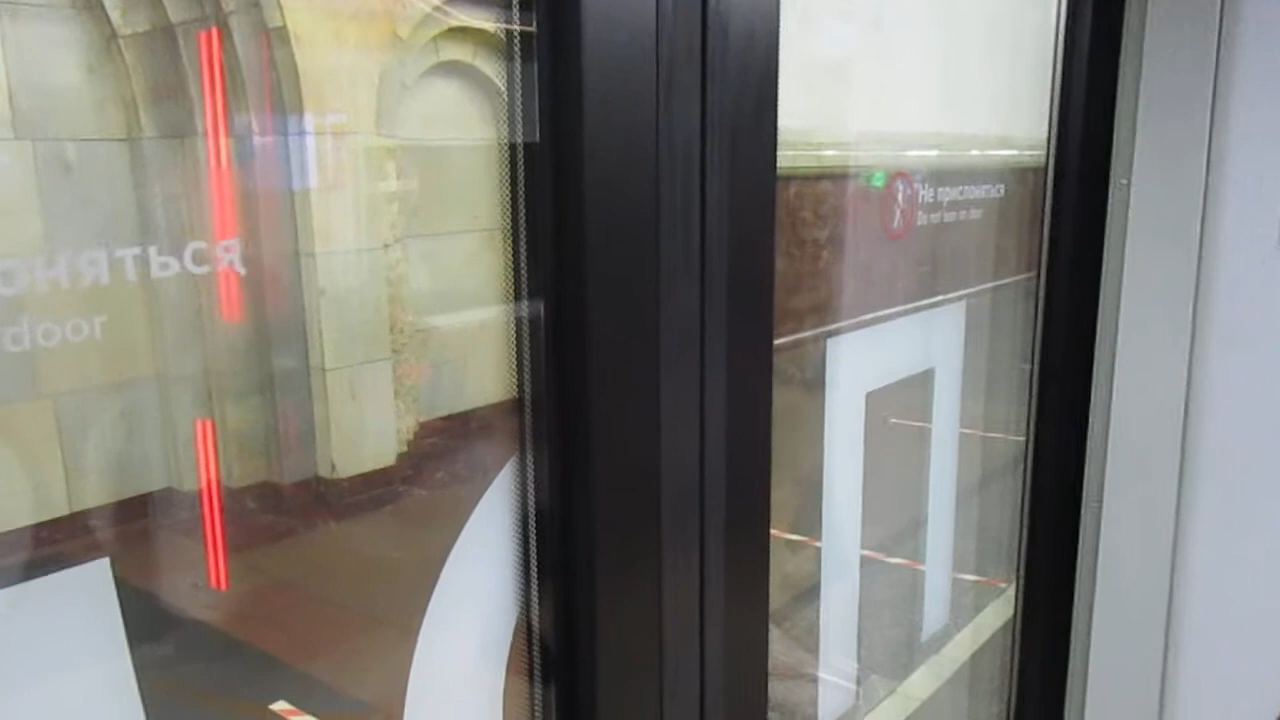 оняться
door
Не прислоняться
Do not lean on door
П